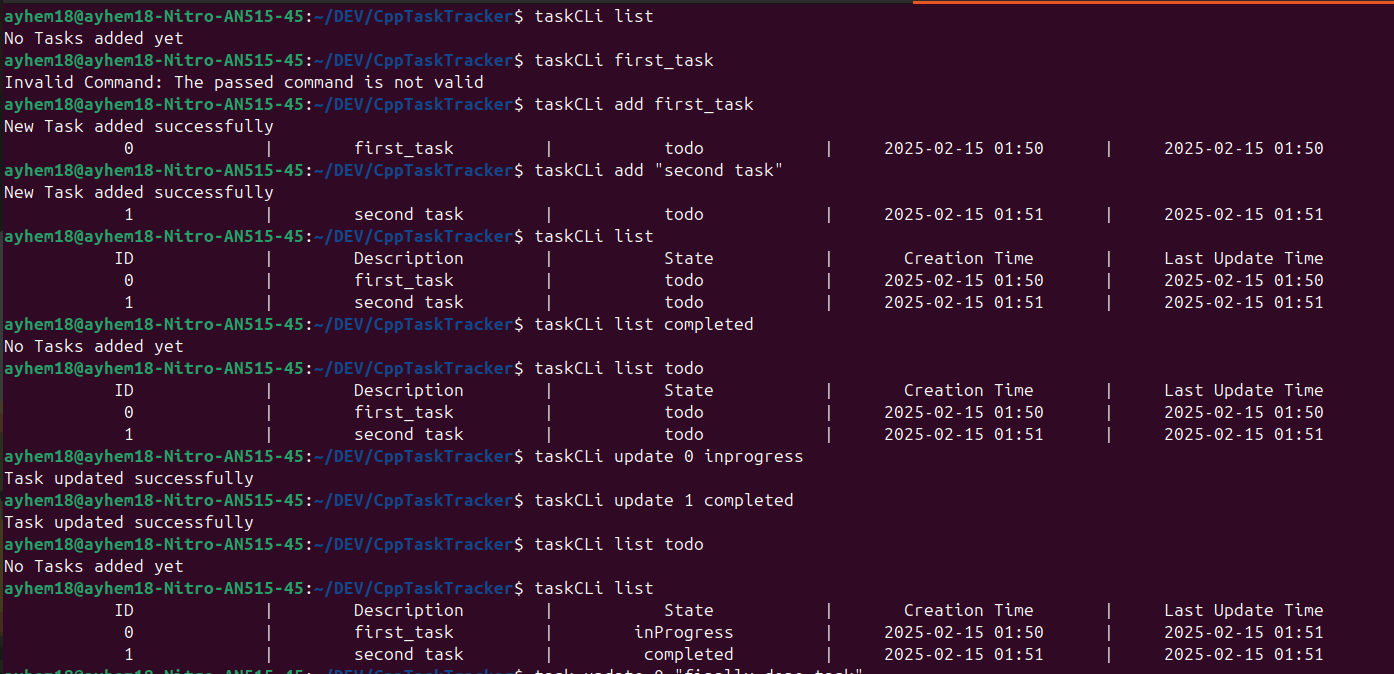 ayhem18@ayhem18-Nitro-AN515-45:~/DEV/CppTaskTracker$ taskCLi list
No Tasks added yet
ayhem18@ayhem18-Nitro-AN515-45:~/DEV/CppTaskTracker$ taskCLi first_task
Invalid Command: The passed command is not valid
ayhem18@ayhem18-Nitro-AN515-45:~/DEV/CppTaskTracker$ taskCLi add first_task
New Task added successfully
0 | first_task | todo | 2025-02-15 01:50 | 2025-02-15 01:50
ayhem18@ayhem18-Nitro-AN515-45:~/DEV/CppTaskTracker$ taskCLi add "second task"
New Task added successfully
1 | second task | todo | 2025-02-15 01:51 | 2025-02-15 01:51
ayhem18@ayhem18-Nitro-AN515-45:~/DEV/CppTaskTracker$ taskCLi list
ID | Description | State | Creation Time | Last Update Time
0 | first_task | todo | 2025-02-15 01:50 | 2025-02-15 01:50
1 | second task | todo | 2025-02-15 01:51 | 2025-02-15 01:51
ayhem18@ayhem18-Nitro-AN515-45:~/DEV/CppTaskTracker$ taskCLi list completed
No Tasks added yet
ayhem18@ayhem18-Nitro-AN515-45:~/DEV/CppTaskTracker$ taskCLi list todo
ID | Description | State | Creation Time | Last Update Time
0 | first_task | todo | 2025-02-15 01:50 | 2025-02-15 01:50
1 | second task | todo | 2025-02-15 01:51 | 2025-02-15 01:51
ayhem18@ayhem18-Nitro-AN515-45:~/DEV/CppTaskTracker$ taskCLi update 0 inprogress
Task updated successfully
ayhem18@ayhem18-Nitro-AN515-45:~/DEV/CppTaskTracker$ taskCLi update 1 completed
Task updated successfully
ayhem18@ayhem18-Nitro-AN515-45:~/DEV/CppTaskTracker$ taskCLi list todo
No Tasks added yet
ayhem18@ayhem18-Nitro-AN515-45:~/DEV/CppTaskTracker$ taskCLi list
ID | Description | State | Creation Time | Last Update Time
0 | first_task | inProgress | 2025-02-15 01:50 | 2025-02-15 01:51
1 | second task | completed | 2025-02-15 01:51 | 2025-02-15 01:51